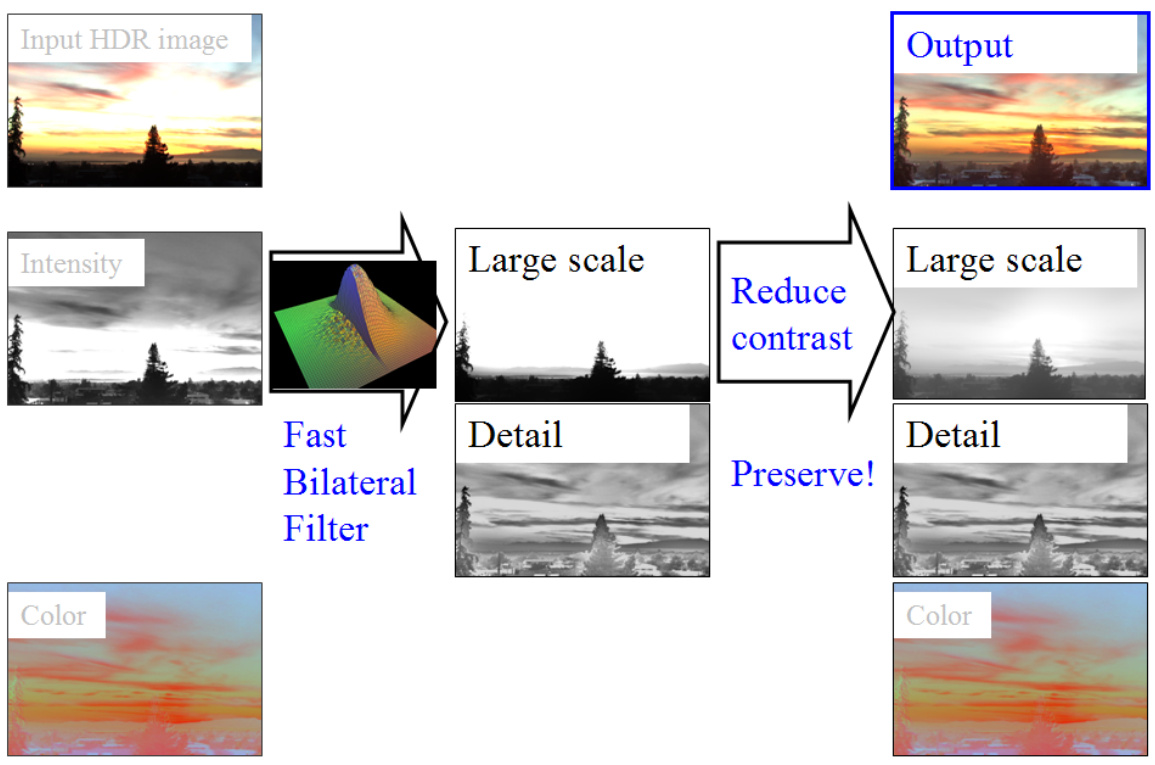 Input HDR image
Output
Intensity
Large scale
Reduce
contrast
Large scale
Fast
Bilateral
Filter
Detail
Preserve!
Detail
Color
Color